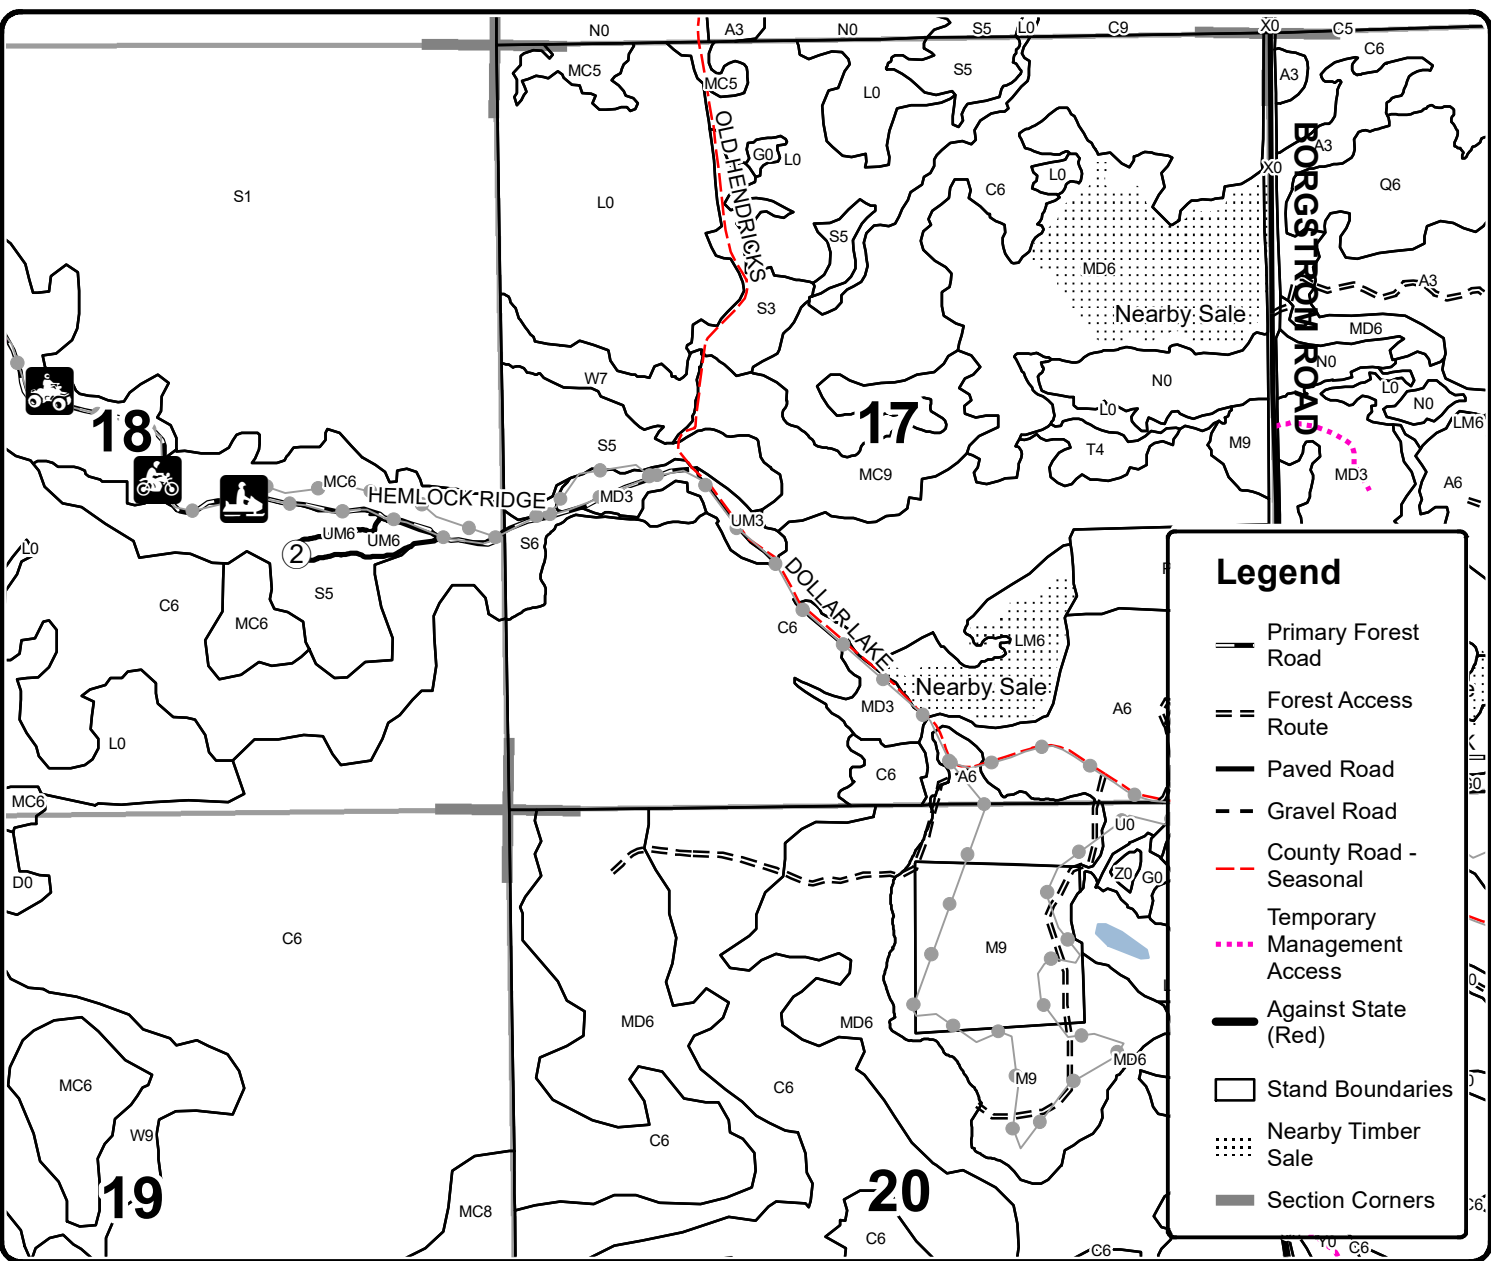 N0
A3
N0
S5
L0
C9
X0
C5
C6
MC5
MC5
S5
A3
L0
OLD HENDRICKS
BORGSTROM ROAD
A3
G0
L0
X0
L0
C6
Q6
S1
L0
S5
MD6
A3
S3
Nearby Sale
MD6
N0
W7
N0
L0
N0
L0
LM6
18
17
S5
T4
M9
MC9
MD3
A6
MC6
HEMLOCK RIDGE
MD3
UM3
UM6
UM6
S6
L0
2
DOLLAR LAKE
S5
C6
MC6
C6
LM6
Nearby Sale
MD3
A6
L0
C6
A6
MC6
U0
Z0
G0
D0
C6
M9
MD6
MD6
MD6
M9
MC6
C6
W9
C6
19
20
MC8
C6
C6
Y0
C6
Legend
Primary Forest
Road
Forest Access
Route
Paved Road
Gravel Road
County Road -
Seasonal
Temporary
Management
Access
Against State
(Red)
Stand Boundaries
Nearby Timber
Sale
Section Corners